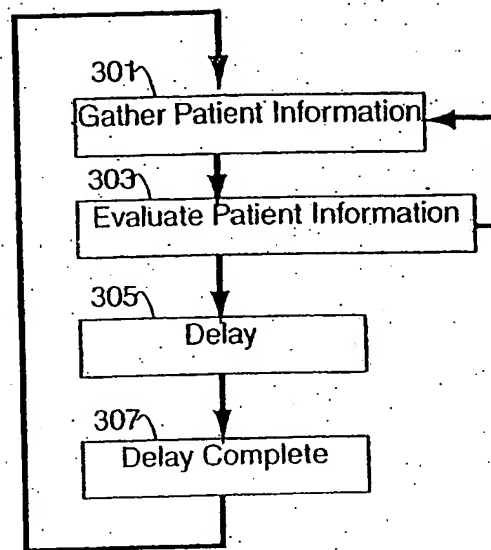 301
Gather Patient Information
303
Evaluate Patient Information
305
Delay
307
Delay Complete